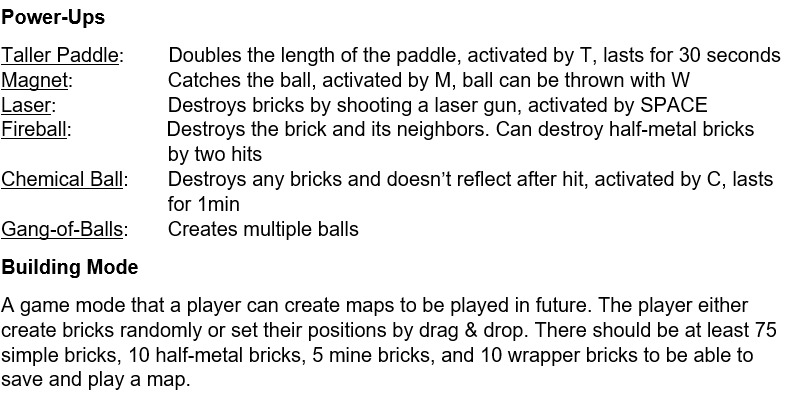 Power-Ups
Taller Paddle: Doubles the length of the paddle, activated by T, lasts for 30 seconds
Magnet: Catches the ball, activated by M, ball can be thrown with W
Laser: Destroys bricks by shooting a laser gun, activated by SPACE
Fireball: Destroys the brick and its neighbors. Can destroy half-metal bricks
by two hits
Chemical Ball: Destroys any bricks and doesn’t reflect after hit, activated by C, lasts
for 1min
Gang-of-Balls: Creates multiple balls
Building Mode
A game mode that a player can create maps to be played in future. The player either
create bricks randomly or set their positions by drag & drop. There should be at least 75
simple bricks, 10 half-metal bricks, 5 mine bricks, and 10 wrapper bricks to be able to
save and play a map.